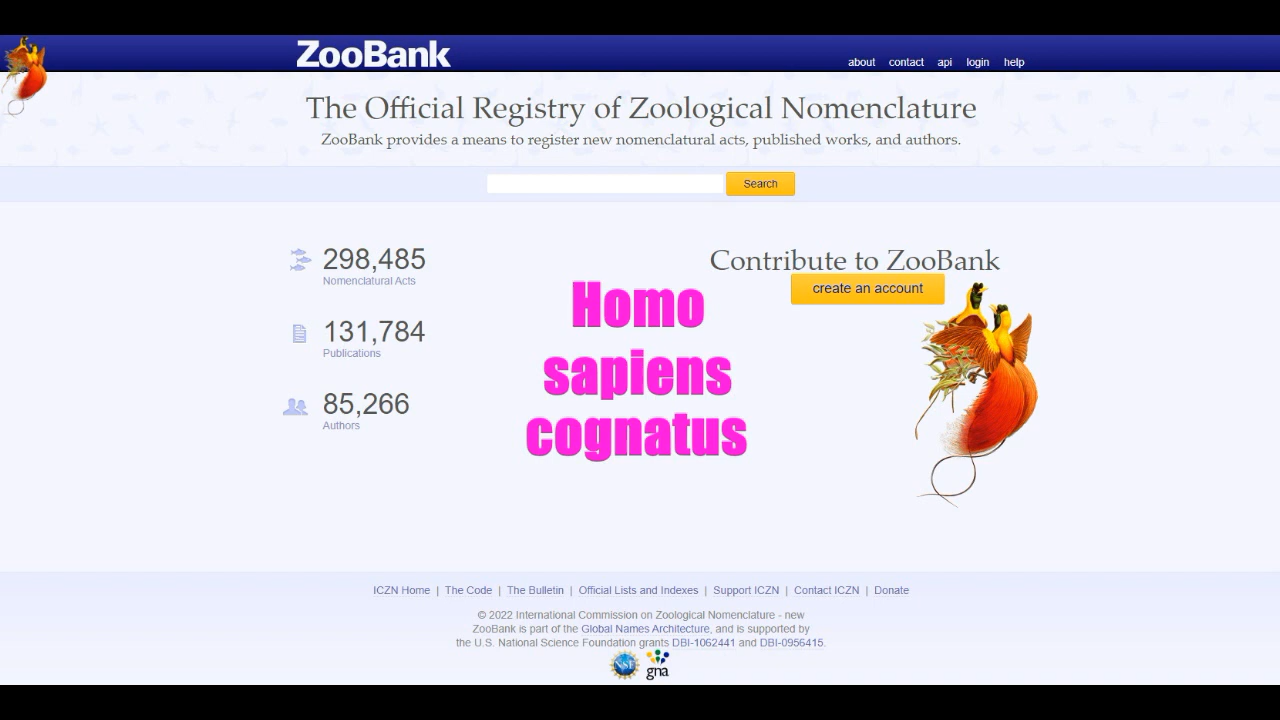 ZooBank
about contact api login help
The Official Registry of Zoological Nomenclature
ZooBank provides a means to register new nomenclatural acts, published works, and authors.
Search
298,485
Nomenclatural Acts
131,784
Publications
85,266
Authors
Homo
sapiens
cognatus
Contribute to ZooBank
create an account
ICZN Home | The Code | The Bulletin | Official Lists and Indexes | Support ICZN | Contact ICZN | Donate
© 2022 International Commission on Zoological Nomenclature - new
ZooBank is part of the Global Names Architecture, and is supported by
the U.S. National Science Foundation grants DBI-1062441 and DBI-0956415.
NSF gna